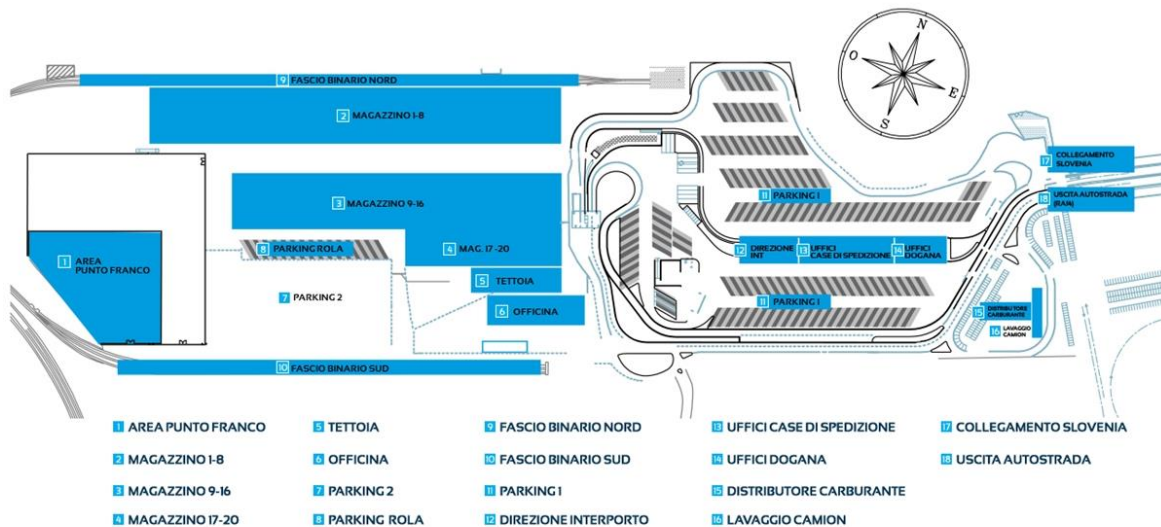 N
O
E
S
9 FASCIO BINARIO NORD
2 MAGAZZINO 1-8
17 COLLEGAMENTO
SLOVENIA
11 PARKING 1
18 USCITA AUTOSTRADA
(RAIA)
3 MAGAZZINO 9-16
8 PARKING ROLA
4 MAG. 17-20
12 DIREZIONE
INT
13 UFFICI
CASE DI SPEDIZIONE
14 UFFICI
DOGANA
1 AREA
PUNTO FRANCO
5 TETTOIA
7 PARKING 2
11 PARKING 1
6 OFFICINA
15 DISTRIBUTORE
CARBURANTE
16 LAVAGGIO
CAMION
10 FASCIO BINARIO SUD
1 AREA PUNTO FRANCO
2 MAGAZZINO 1-8
3 MAGAZZINO 9-16
4 MAGAZZINO 17-20
5 TETTOIA
6 OFFICINA
7 PARKING 2
8 PARKING ROLA
9 FASCIO BINARIO NORD
10 FASCIO BINARIO SUD
11 PARKING 1
12 DIREZIONE INTERPORTO
13 UFFICI CASE DI SPEDIZIONE
14 UFFICI DOGANA
15 DISTRIBUTORE CARBURANTE
16 LAVAGGIO CAMION
17 COLLEGAMENTO SLOVENIA
18 USCITA AUTOSTRADA